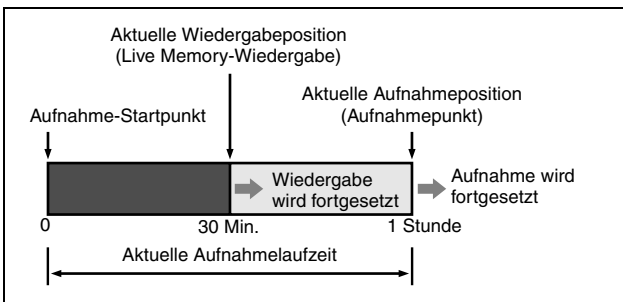 Aktuelle Wiedergabeposition
(Live Memory-Wiedergabe)
Aktuelle Aufnahmeposition
(Aufnahmepunkt)
Aufnahme-Startpunkt
Wiedergabe
wird fortgesetzt
Aufnahme wird
fortgesetzt
0
30 Min.
1 Stunde
Aktuelle Aufnahmelaufzeit